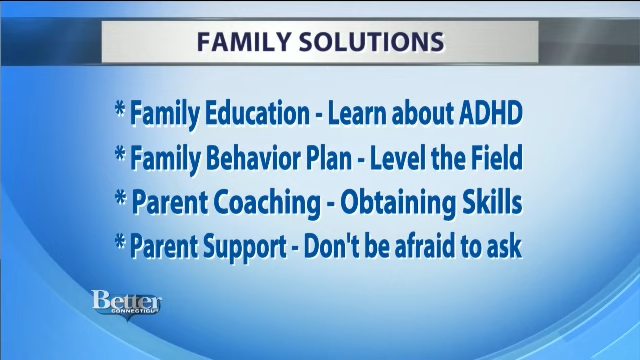 FAMILY SOLUTIONS
* Family Education - Learn about ADHD
* Family Behavior Plan - Level the Field
* Parent Coaching - Obtaining Skills
* Parent Support - Don't be afraid to ask
Better
CONNECTICUT